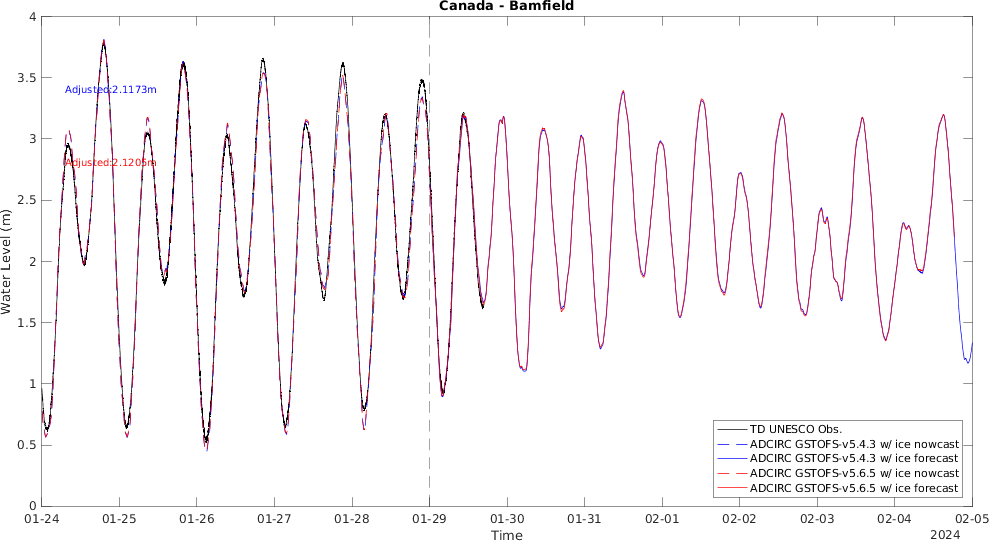 Canada - Bamfield
4
3.5
3
2.5
2
1.5
1
0.5
0
Water Level (m)
Adjusted:2.1173m
Adjusted:2.1205m
TD UNESCO Obs.
ADCIRC GSTOFS-v5.4.3 w/ ice nowcast
ADCIRC GSTOFS-v5.4.3 w/ ice forecast
ADCIRC GSTOFS-v5.6.5 w/ ice nowcast
ADCIRC GSTOFS-v5.6.5 w/ ice forecast
01-24 01-25 01-26 01-27 01-28 01-29 01-30 01-31 02-01 02-02 02-03 02-04 02-05
Time
2024